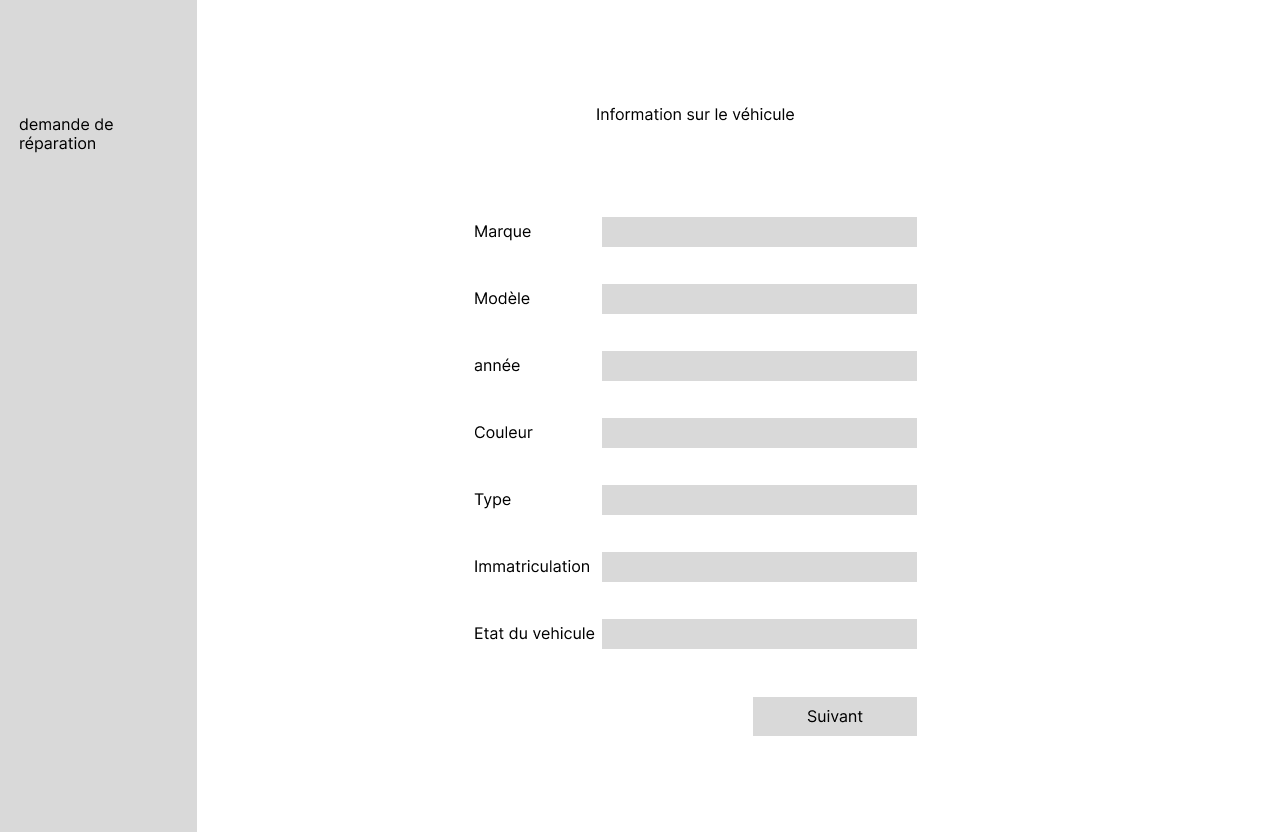 demande de
réparation
Information sur le véhicule
Marque
Modèle
année
Couleur
Type
Immatriculation
Etat du vehicule
Suivant